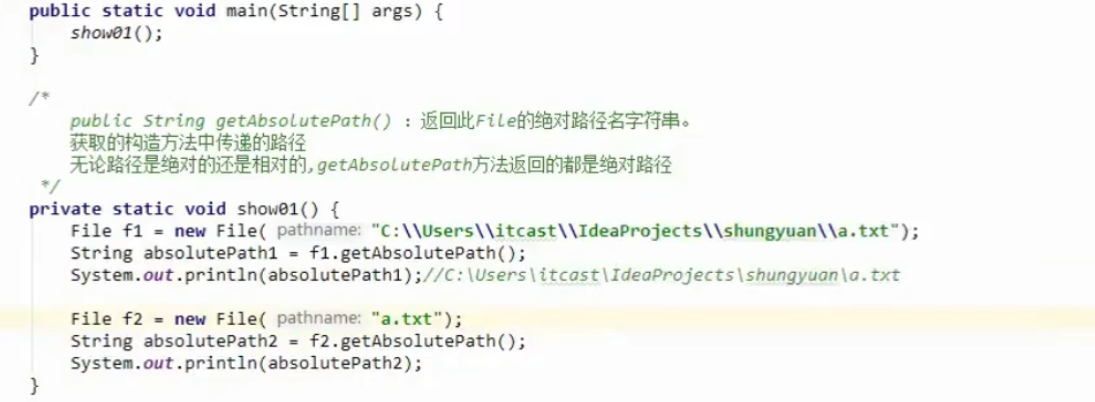 public static void main(String[] args) {
show01();
}
/*
public String getAbsolutePath() : 返回此File的绝对路径名字符串。
获取的构造方法中传递的路径
无论路径是绝对的还是相对的,getAbsolutePath方法返回的都是绝对路径
*/
private static void show01() {
File f1 = new File( pathname: "C:\\Users\\itcast\\IdeaProjects\\shungyuan\\a.txt");
String absolutePath1 = f1.getAbsolutePath();
System.out.println(absolutePath1);//C:\Users\itcast\IdeaProjects\shungyuan\a.txt
File f2 = new File( pathname: "a.txt");
String absolutePath2 = f2.getAbsolutePath();
System.out.println(absolutePath2);
}